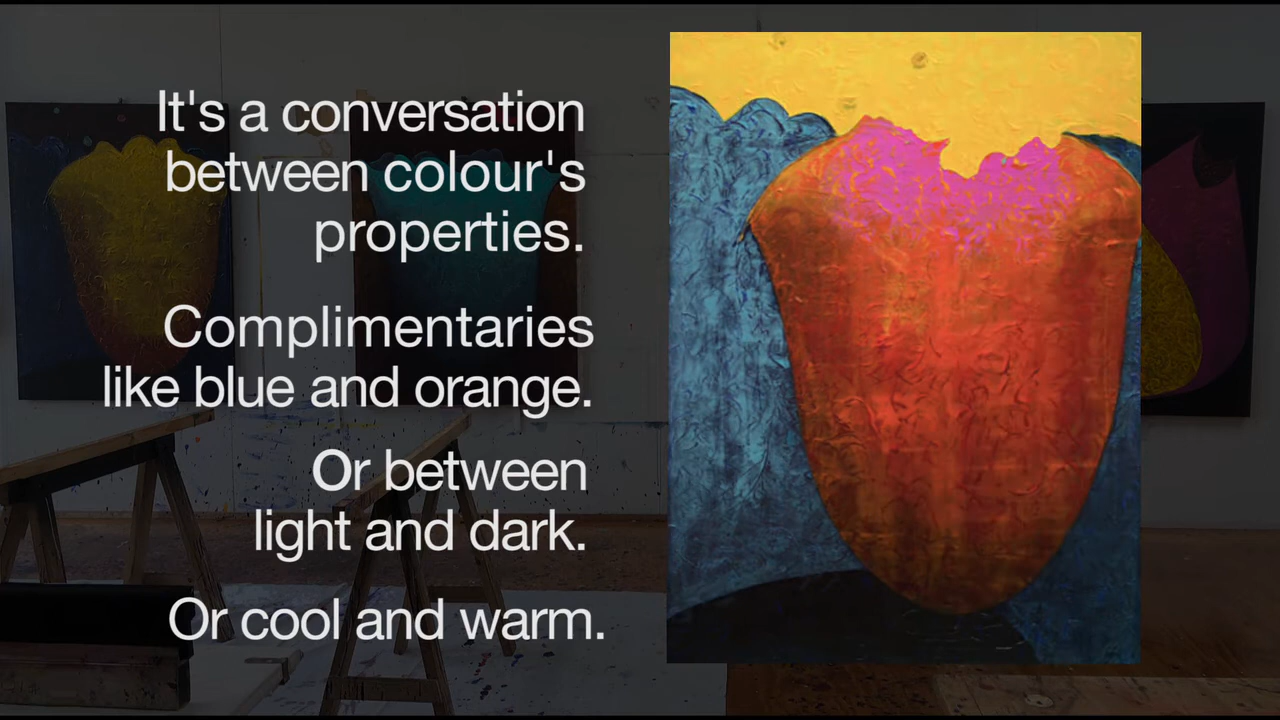 It's a conversation
between colour's
properties.
Complimentaries
like blue and orange.
Or between
light and dark.
Or cool and warm.